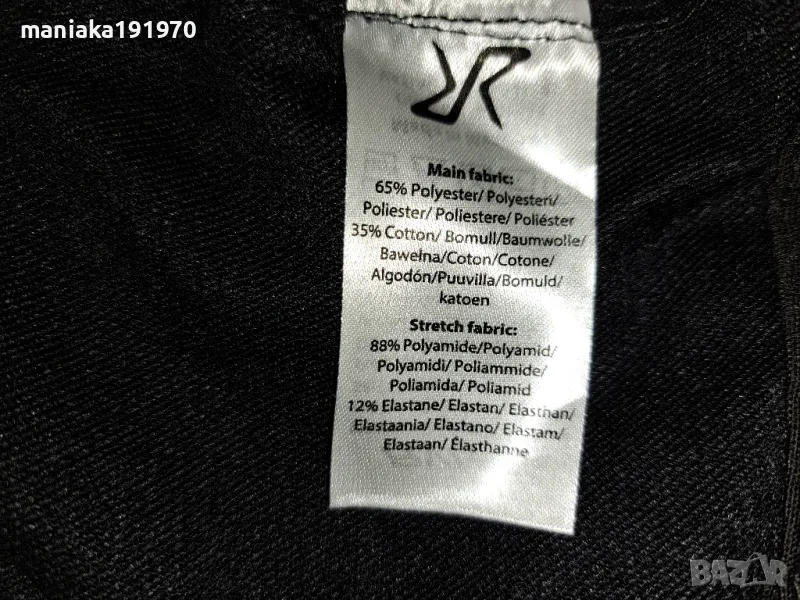 maniaka191970
Main fabric:
65% Polyester/ Polyesteri/
Poliester/ Poliestere/ Poliéster
35% Cotton/ Bomull/Baumwolle/
Bawełna/Coton/Cotone/
Algodón/Puuvilla/Bomuld/
katoen
Stretch fabric:
88% Polyamide/Polyamid/
Polyamidi/ Poliammide/
Poliamida/ Poliamid
12% Elastane/ Elastan/ Elasthan/
Elastaania/ Elastano/ Elastam/
Elastaan/ Élasthanne
BAZAR